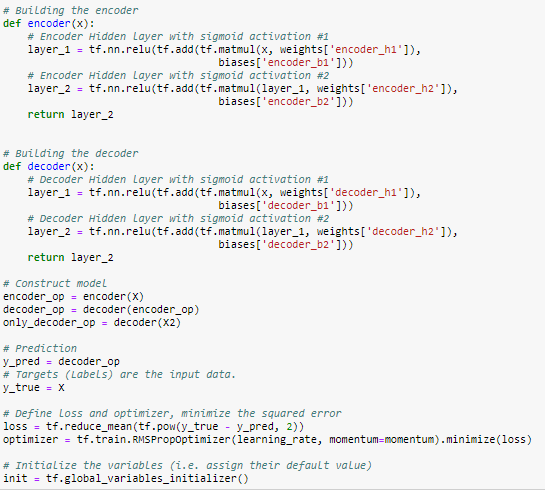 # Building the encoder
def encoder(x):
    # Encoder Hidden layer with sigmoid activation #1
    layer_1 = tf.nn.relu(tf.add(tf.matmul(x, weights['encoder_h1']),
                                   biases['encoder_b1']))
    # Encoder Hidden layer with sigmoid activation #2
    layer_2 = tf.nn.relu(tf.add(tf.matmul(layer_1, weights['encoder_h2']),
                                   biases['encoder_b2']))
    return layer_2

# Building the decoder
def decoder(x):
    # Decoder Hidden layer with sigmoid activation #1
    layer_1 = tf.nn.relu(tf.add(tf.matmul(x, weights['decoder_h1']),
                                   biases['decoder_b1']))
    # Decoder Hidden layer with sigmoid activation #2
    layer_2 = tf.nn.relu(tf.add(tf.matmul(layer_1, weights['decoder_h2']),
                                   biases['decoder_b2']))
    return layer_2

# Construct model
encoder_op = encoder(X)
decoder_op = decoder(encoder_op)
only_decoder_op = decoder(X2)

# Prediction
y_pred = decoder_op
# Targets (Labels) are the input data.
y_true = X

# Define loss and optimizer, minimize the squared error
loss = tf.reduce_mean(tf.pow(y_true - y_pred, 2))
optimizer = tf.train.RMSPropOptimizer(learning_rate, momentum=momentum).minimize(loss)

# Initialize the variables (i.e. assign their default value)
init = tf.global_variables_initializer()